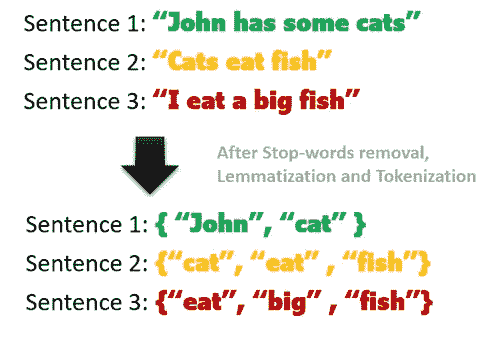 Sentence 1: “John has some cats”
Sentence 2: “Cats eat fish”
Sentence 3: “I eat a big fish”
After Stop-words removal,
Lemmatization and Tokenization
Sentence 1: { “John”, “cat” }
Sentence 2: {“cat”, “eat” , “fish”}
Sentence 3: {“eat”, “big” , “fish”}